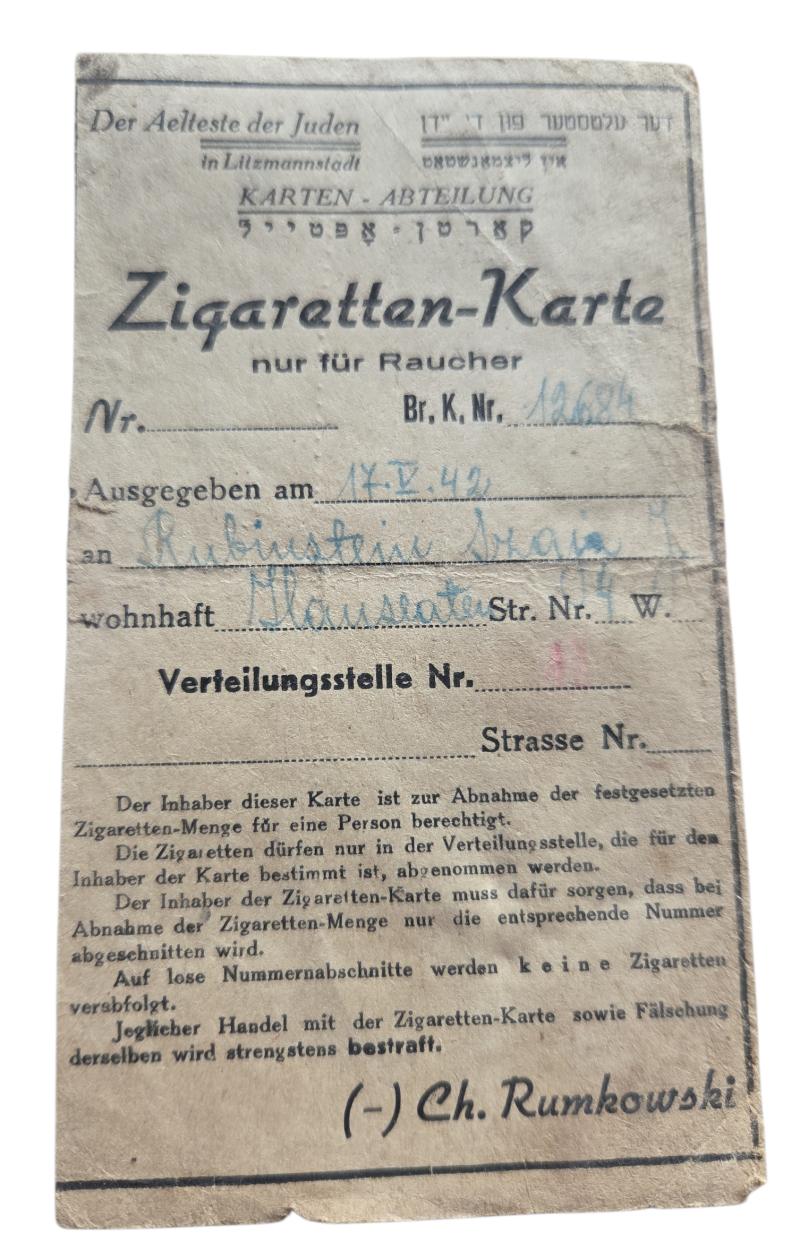 Der Aelteste der Juden
דער עלטסטער פון די יידן
in Litzmannstadt
אין ליצמאנשטאט
KARTEN - ABTEILUNG
קארטן-אָפּטייל
Zigaretten-Karte
nur für Raucher
Nr. Br. K. Nr. 12684
Ausgegeben am 17.V.42
an Rubinstein Szaja
wohnhaft Hanseaten Str. Nr. W.
Verteilungsstelle Nr.
Strasse Nr.
Der Inhaber dieser Karte ist zur Abnahme der festgesetzten
Zigaretten-Menge für eine Person berechtigt.
Die Zigaretten dürfen nur in der Verteilungsstelle, die für den
Inhaber der Karte bestimmt ist, abgenommen werden.
Der Inhaber der Zigaretten-Karte muss dafür sorgen, dass bei
Abnahme der Zigaretten-Menge nur die entsprechende Nummer
abgeschnitten wird.
Auf lose Nummernabschnitte werden keine Zigaretten
verabfolgt.
Jeglicher Handel mit der Zigaretten-Karte sowie Fälschung
derselben wird strengstens bestraft.
(-) Ch. Rumkowski